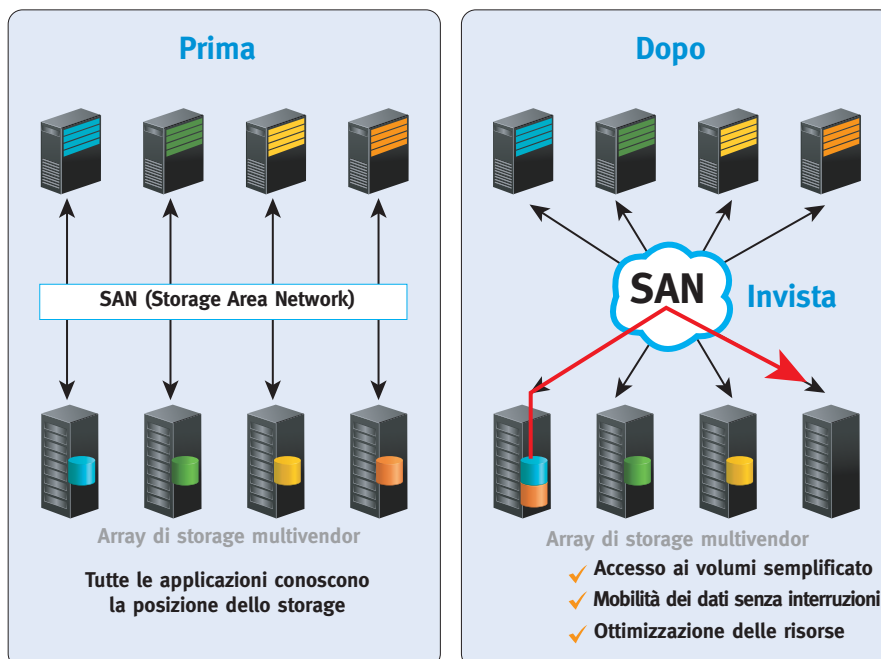 Prima
SAN (Storage Area Network)
Array di storage multivendor
Tutte le applicazioni conoscono
la posizione dello storage
Dopo
SAN
Invista
Array di storage multivendor
✓ Accesso ai volumi semplificato
✓ Mobilità dei dati senza interruzioni
✓ Ottimizzazione delle risorse